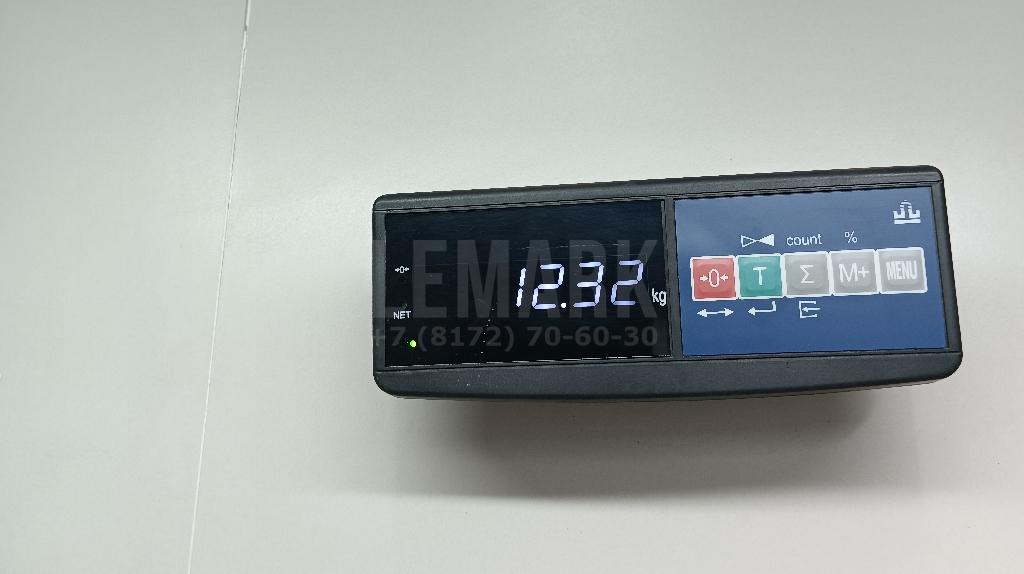 LEMARK
+7 (8172) 70-60-30
→0←
NET
12.32 kg
count %
→0← T Σ M+ MENU